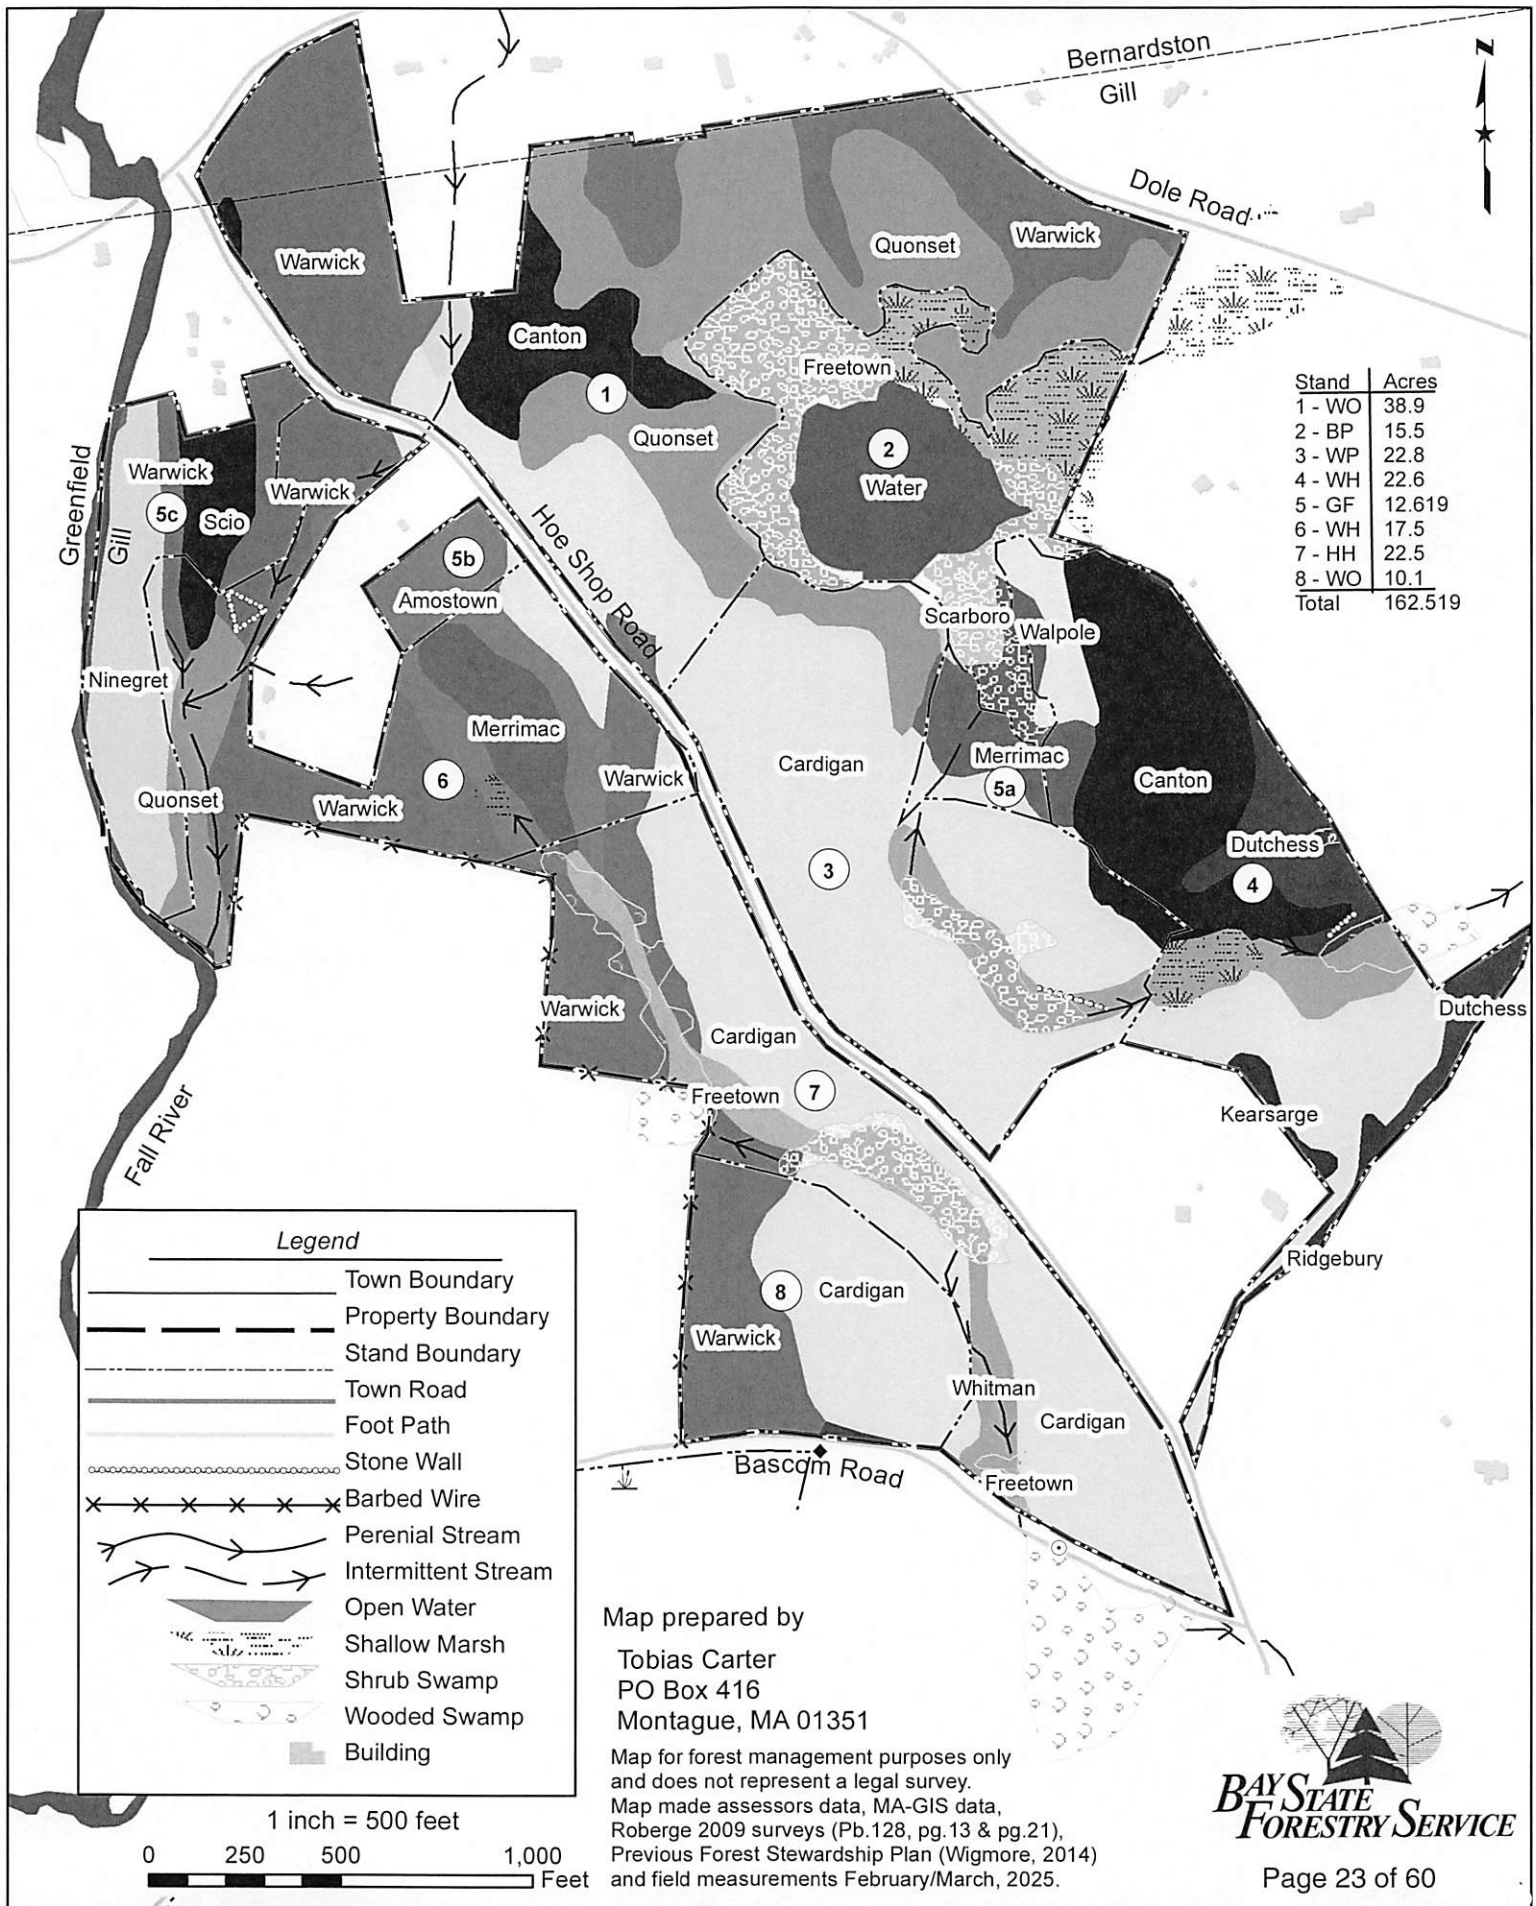 Bernardston
Gill
N
Dole Road
Warwick
Quonset
Warwick
Canton
Freetown
1
Quonset
2
Water
Stand Acres
1 - WO 38.9
2 - BP 15.5
3 - WP 22.8
4 - WH 22.6
5 - GF 12.619
6 - WH 17.5
7 - HH 22.5
8 - WO 10.1
Total 162.519
Greenfield
Gill
Warwick
5c
Scio
Warwick
5b
Amostown
Hoe Shop Road
Scarboro
Walpole
Ninegret
Merrimac
Cardigan
Merrimac
5a
Canton
6
Warwick
Quonset
Warwick
3
Dutchess
4
Warwick
Cardigan
Dutchess
7
Freetown
Kearsarge
Fall River
Ridgebury
8
Cardigan
Warwick
Whitman
Cardigan
Bascom Road
Freetown
Legend
Town Boundary
Property Boundary
Stand Boundary
Town Road
Foot Path
Stone Wall
Barbed Wire
Perenial Stream
Intermittent Stream
Open Water
Shallow Marsh
Shrub Swamp
Wooded Swamp
Building
1 inch = 500 feet
0 250 500 1,000
Feet
Map prepared by
Tobias Carter
PO Box 416
Montague, MA 01351
Map for forest management purposes only
and does not represent a legal survey.
Map made assessors data, MA-GIS data,
Roberge 2009 surveys (Pb.128, pg.13 & pg.21),
Previous Forest Stewardship Plan (Wigmore, 2014)
and field measurements February/March, 2025.
BAY STATE
FORESTRY SERVICE
Page 23 of 60